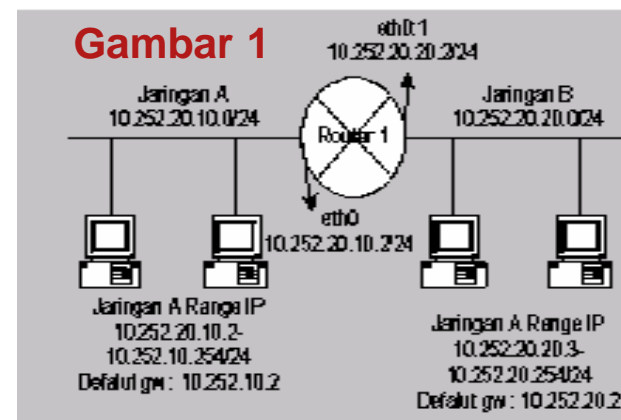 Gambar 1
eth0:1
10.252.20.20.2/24
Jaringan A
10.252.20.10.0/24
Jaringan B
10.252.20.20.0/24
Router 1
eth0
10.252.20.10.2/24
Jaringan A Range IP
10.252.20.10.2-
10.252.10.254/24
Defalut gw : 10.252.10.2
Jaringan A Range IP
10.252.20.20.3-
10.252.20.254/24
Defalut gw : 10.252.20.2